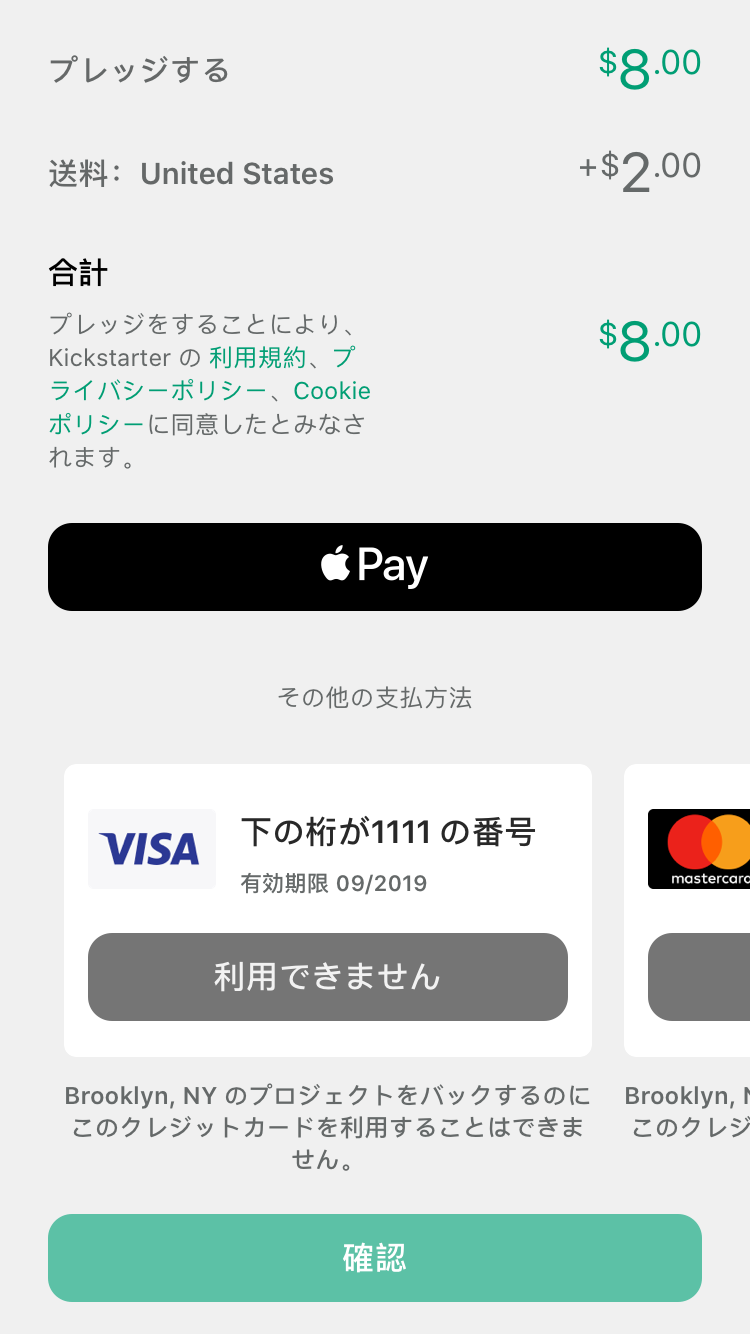 プレッジする $8.00
送料： United States +$2.00
合計
プレッジをすることにより、
Kickstarter の 利用規約、プ
ライバシーポリシー、Cookie
ポリシーに同意したとみなさ
れます。
$8.00
Pay
その他の支払方法
VISA
下の桁が1111 の番号
有効期限 09/2019
利用できません
Brooklyn, NY のプロジェクトをバックするのに
このクレジットカードを利用することはできま
せん。
mastercard
Brooklyn,
このクレジ
確認